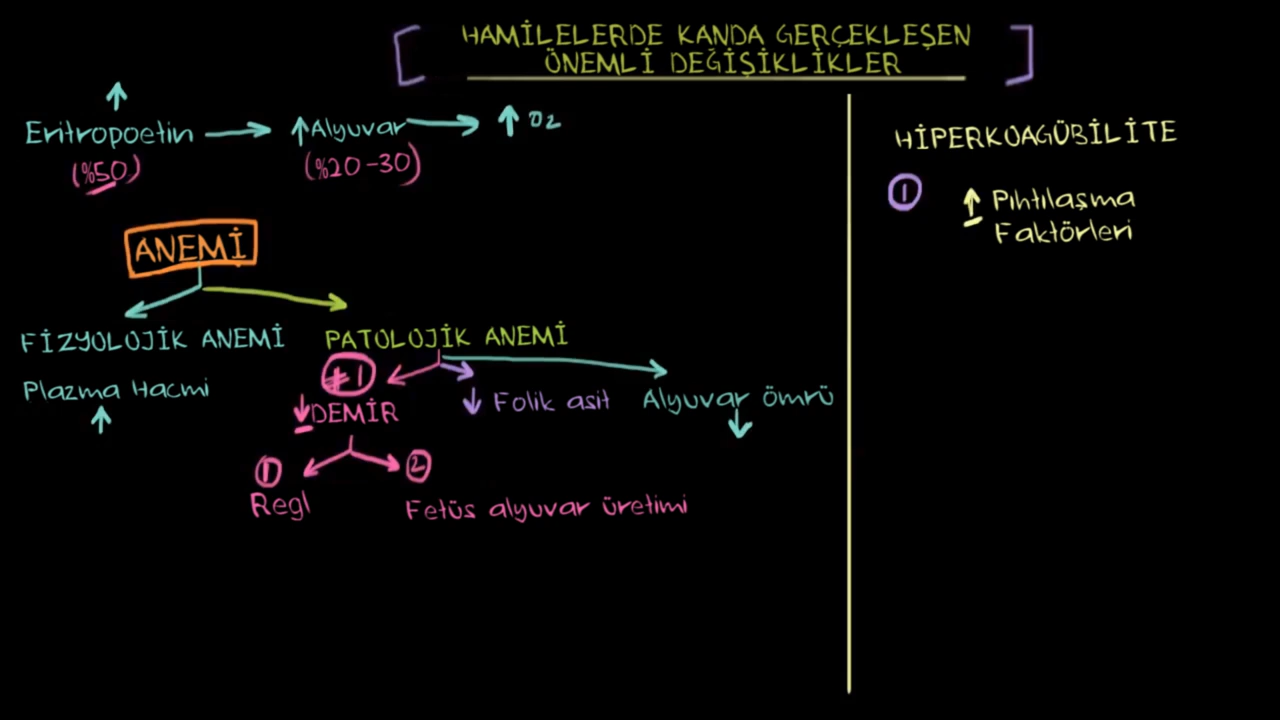 HAMİLELERDE KANDA GERÇEKLEŞEN
ÖNEMLİ DEĞİŞİKLİKLER
Eritropoetin → ↑Alyuvar → ↑ O2
(%50) (%20-30)
ANEMİ
FİZYOLOJİK ANEMİ PATOLOJİK ANEMİ
Plazma Hacmi ↑
#1
↓DEMİR ↓ Folik asit Alyuvar ömrü ↓
1 2
Regl Fetüs alyuvar üretimi
HİPERKOAGÜBİLİTE
1 ↑ Pıhtılaşma
Faktörleri